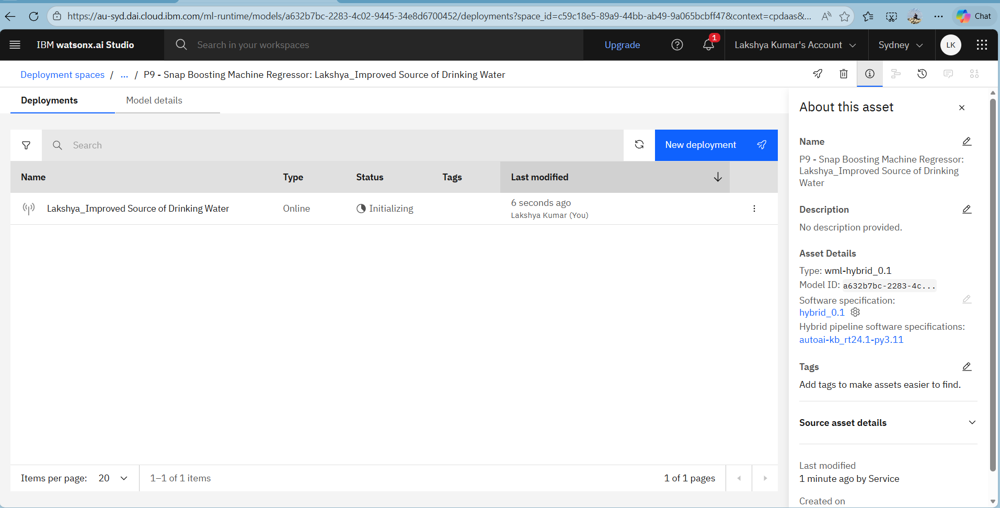 https://au-syd.dai.cloud.ibm.com/ml-runtime/models/a632b7bc-2283-4c02-9445-34e8d6700452/deployments?space_id=c59c18e5-89a9-44bb-ab49-9a065bcbff47&context=cpdaas&...
Chat
IBM watsonx.ai Studio
Search in your workspaces
Upgrade
1
Lakshya Kumar's Account
Sydney
LK
Deployment spaces / ... / P9 - Snap Boosting Machine Regressor: Lakshya_Improved Source of Drinking Water
Deployments
Model details
Search
New deployment
Name
Type
Status
Tags
Last modified
Lakshya_Improved Source of Drinking Water
Online
Initializing
6 seconds ago
Lakshya Kumar (You)
Items per page: 20
1–1 of 1 items
1 of 1 pages
About this asset
Name
P9 - Snap Boosting Machine Regressor:
Lakshya_Improved Source of Drinking
Water
Description
No description provided.
Asset Details
Type: wml-hybrid_0.1
Model ID: a632b7bc-2283-4c...
Software specification:
hybrid_0.1
Hybrid pipeline software specifications:
autoai-kb_rt24.1-py3.11
Tags
Add tags to make assets easier to find.
Source asset details
Last modified
1 minute ago by Service
Created on